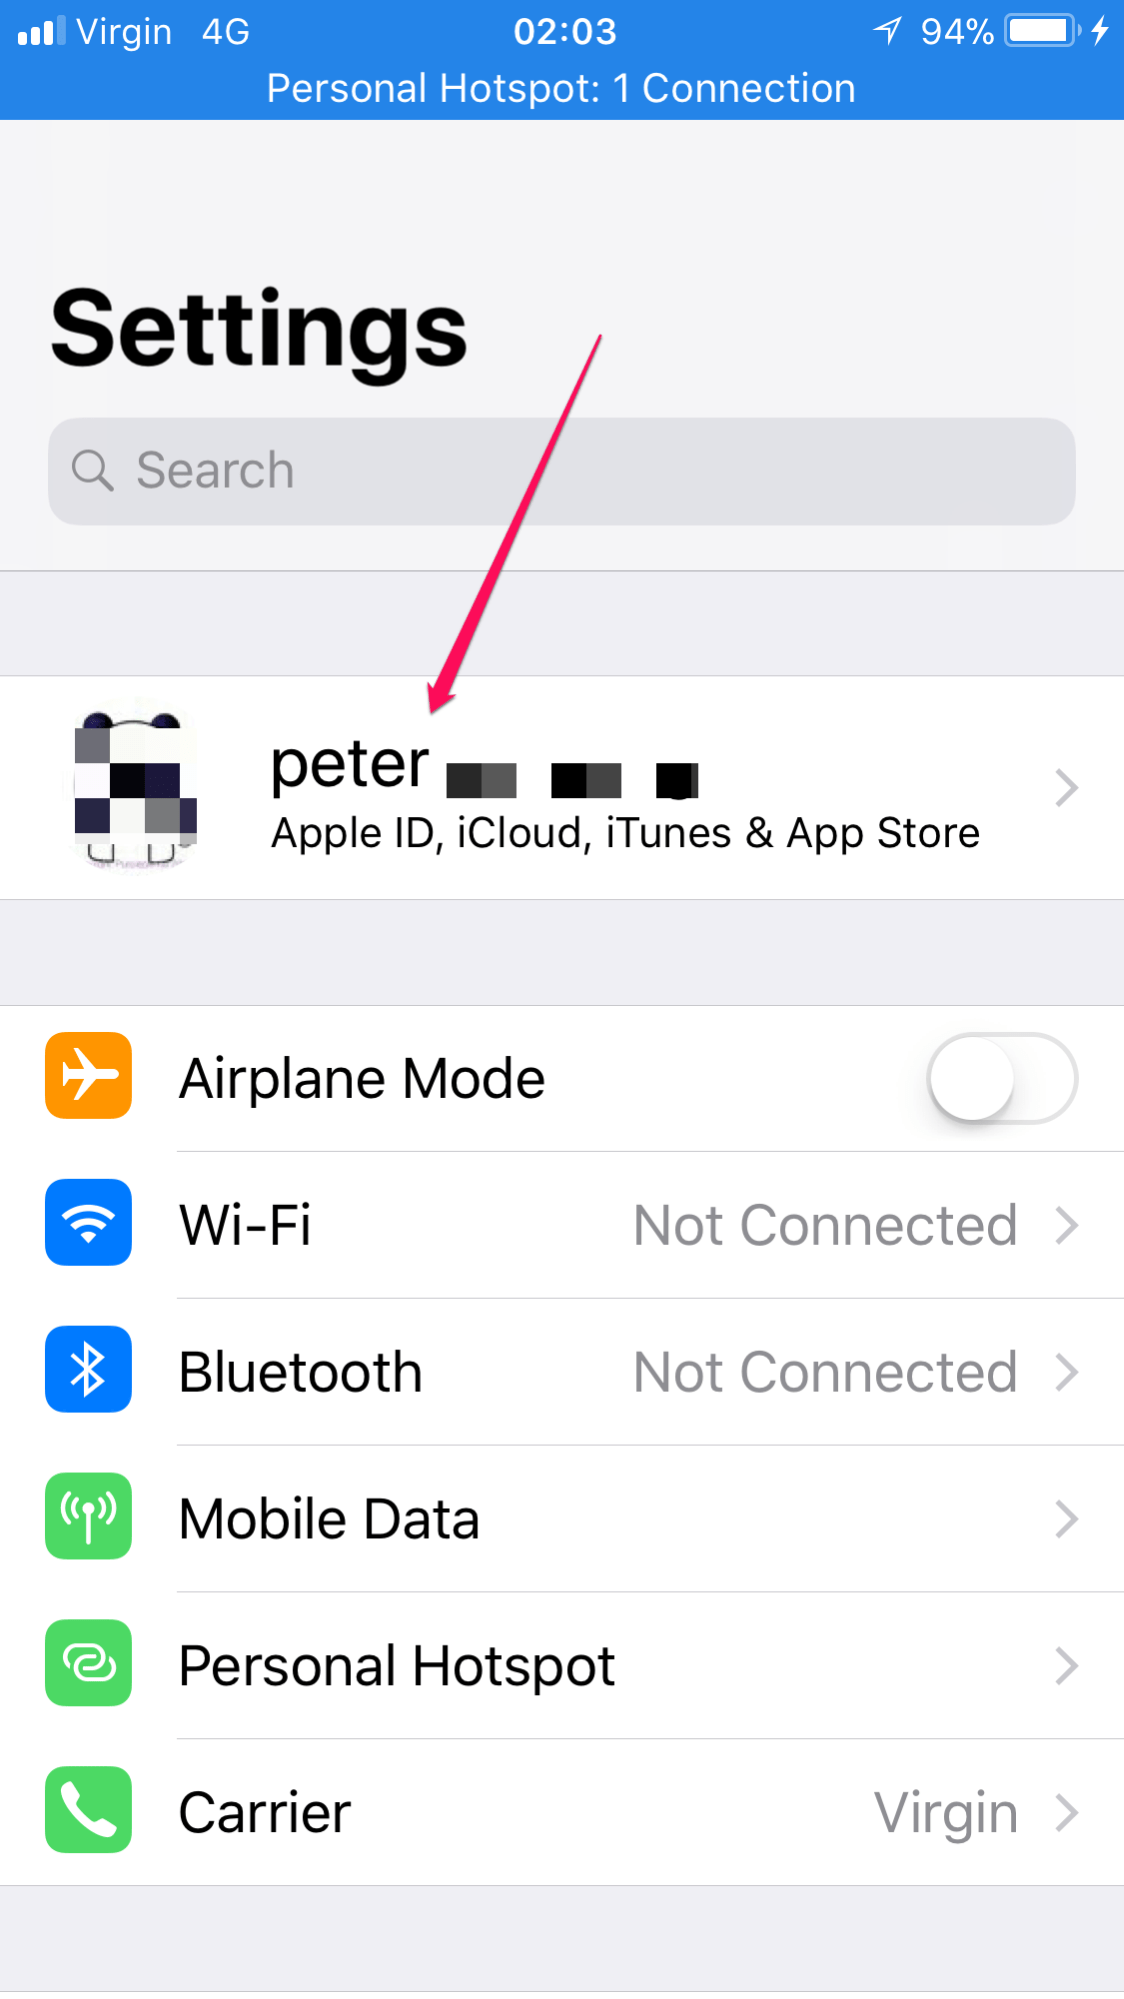 Virgin 4G 02:03 94%
Personal Hotspot: 1 Connection
Settings
Search
peter
Apple ID, iCloud, iTunes & App Store
Airplane Mode
Wi-Fi Not Connected
Bluetooth Not Connected
Mobile Data
Personal Hotspot
Carrier Virgin